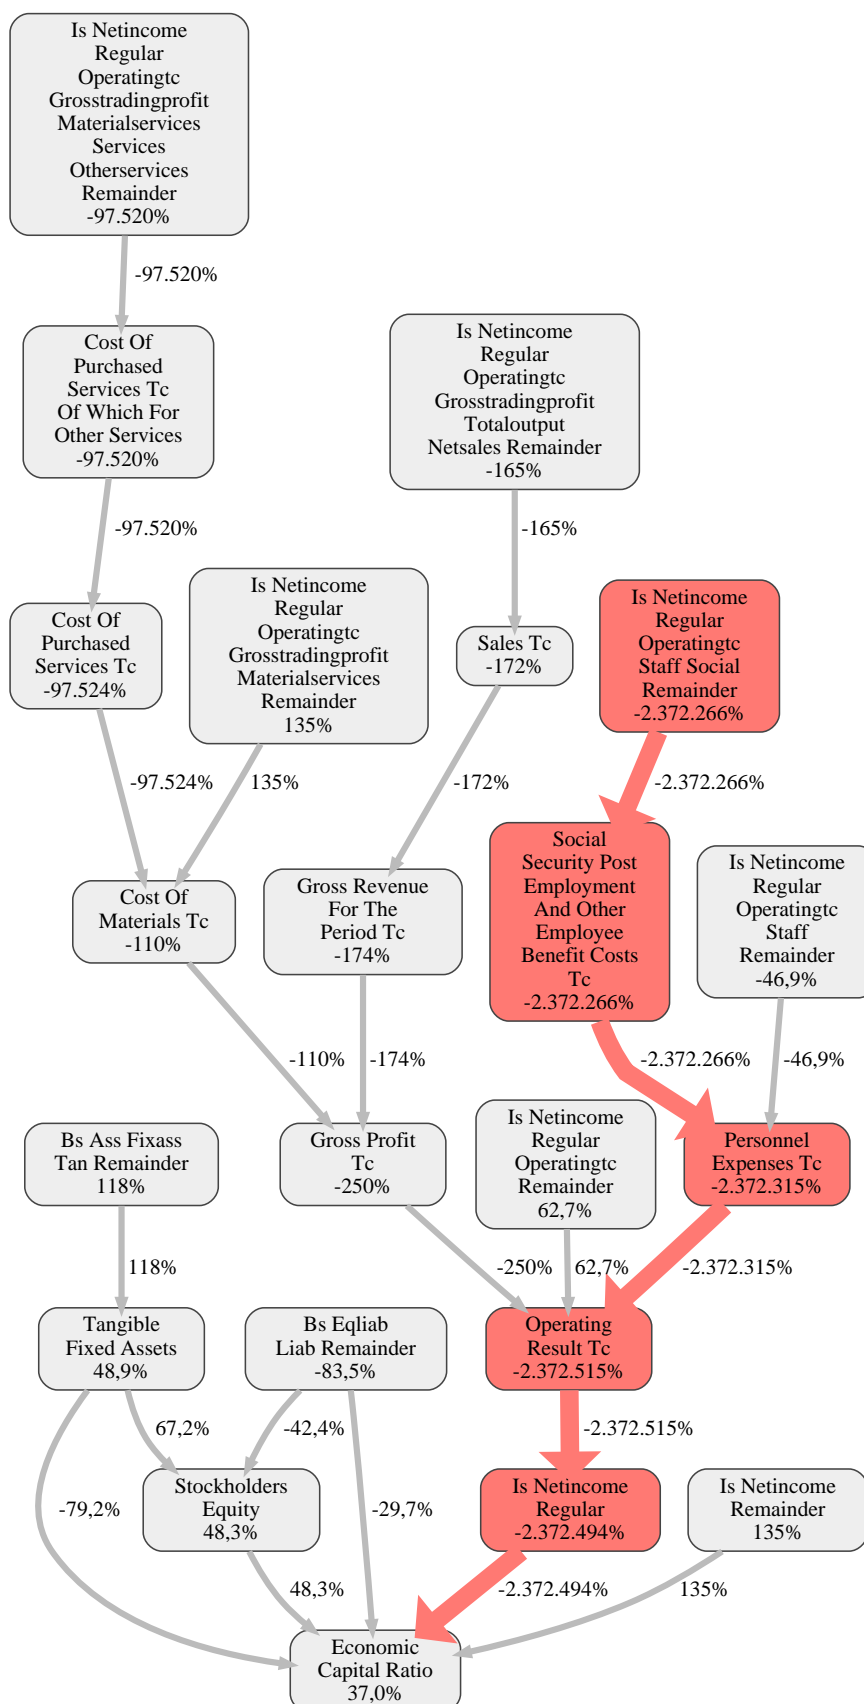 Is Netincome
Regular
Operatingtc
Grosstradingprofit
Materialservices
Services
Otherservices
Remainder
-97.520%
-97.520%
Cost Of
Purchased
Services Tc
Of Which For
Other Services
-97.520%
Is Netincome
Regular
Operatingtc
Grosstradingprofit
Totaloutput
Netsales Remainder
-165%
-97.520%
-165%
Cost Of
Purchased
Services Tc
-97.524%
Is Netincome
Regular
Operatingtc
Grosstradingprofit
Materialservices
Remainder
135%
Sales Tc
-172%
Is Netincome
Regular
Operatingtc
Staff Social
Remainder
-2.372.266%
-97.524%
135%
-172%
-2.372.266%
Cost Of
Materials Tc
-110%
Gross Revenue
For The
Period Tc
-174%
Social
Security Post
Employment
And Other
Employee
Benefit Costs
Tc
-2.372.266%
Is Netincome
Regular
Operatingtc
Staff
Remainder
-46,9%
-110%
-174%
-2.372.266%
-46,9%
Bs Ass Fixass
Tan Remainder
118%
Gross Profit
Tc
-250%
Is Netincome
Regular
Operatingtc
Remainder
62,7%
Personnel
Expenses Tc
-2.372.315%
118%
-250%
62,7%
-2.372.315%
Tangible
Fixed Assets
48,9%
Bs Eqliab
Liab Remainder
-83,5%
Operating
Result Tc
-2.372.515%
67,2%
-42,4%
-2.372.515%
-79,2%
Stockholders
Equity
48,3%
-29,7%
Is Netincome
Regular
-2.372.494%
Is Netincome
Remainder
135%
48,3%
-2.372.494%
135%
Economic
Capital Ratio
37,0%